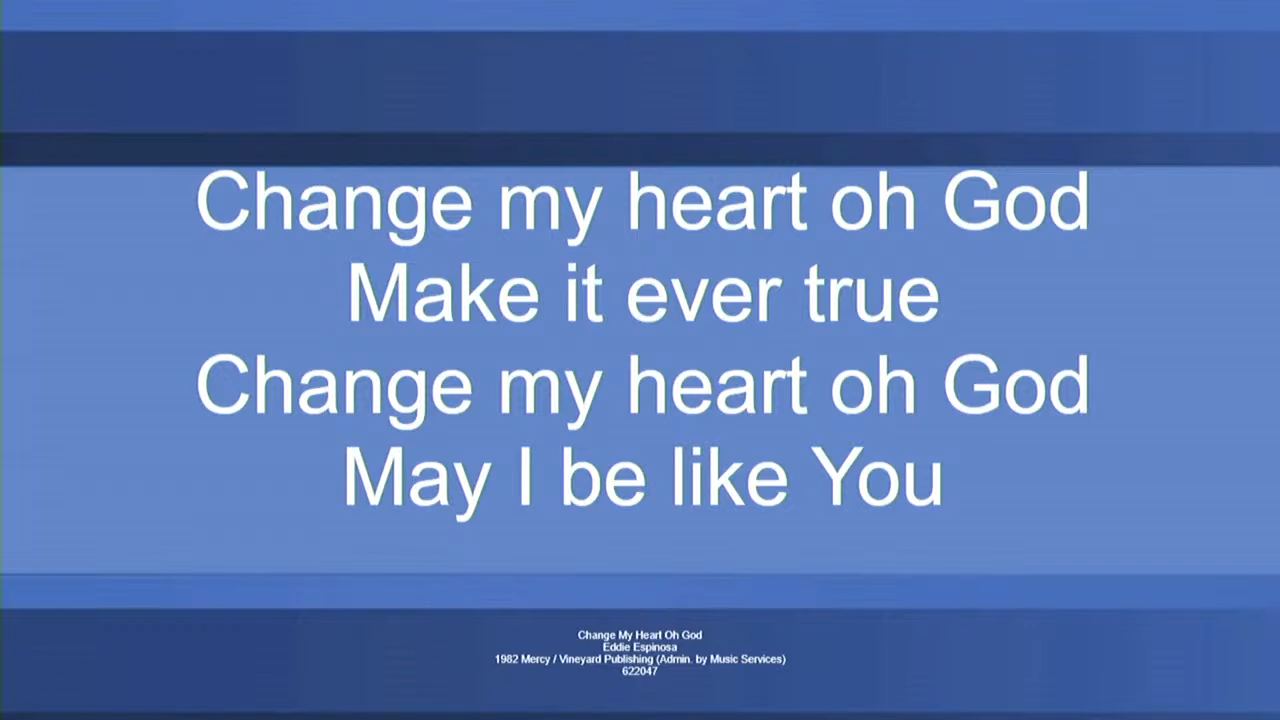 Change my heart oh God
Make it ever true
Change my heart oh God
May I be like You
Change My Heart Oh God
Eddie Espinosa
1982 Mercy / Vineyard Publishing (Admin. by Music Services)
622047